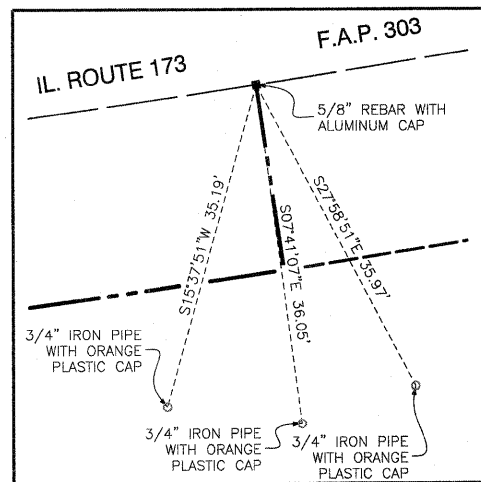 IL. ROUTE 173
F.A.P. 303
5/8" REBAR WITH
ALUMINUM CAP
S15°37'51"W 35.19'
S07°41'07"E 36.05'
S27°58'51"E 35.97'
3/4" IRON PIPE
WITH ORANGE
PLASTIC CAP
3/4" IRON PIPE
WITH ORANGE
PLASTIC CAP
3/4" IRON PIPE
WITH ORANGE
PLASTIC CAP